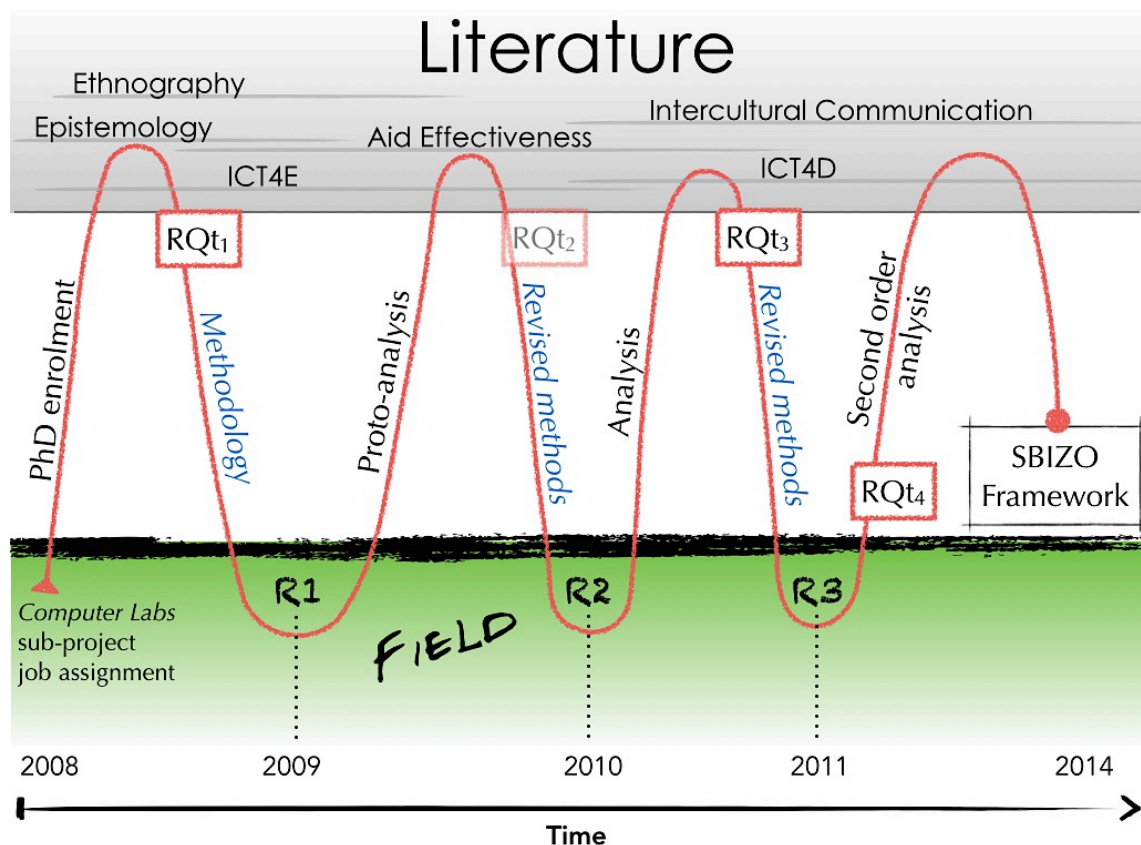 Literature
Ethnography
Intercultural Communication
Epistemology
Aid Effectiveness
ICT4E
ICT4D
RQt₁
RQt₂
RQt₃
PhD enrolment
Methodology
Proto-analysis
Revised methods
Analysis
Revised methods
Second order
analysis
SBIZO
Framework
RQt₄
R1
R2
R3
FIELD
Computer Labs
sub-project
job assignment
2008
2009
2010
2011
2014
Time